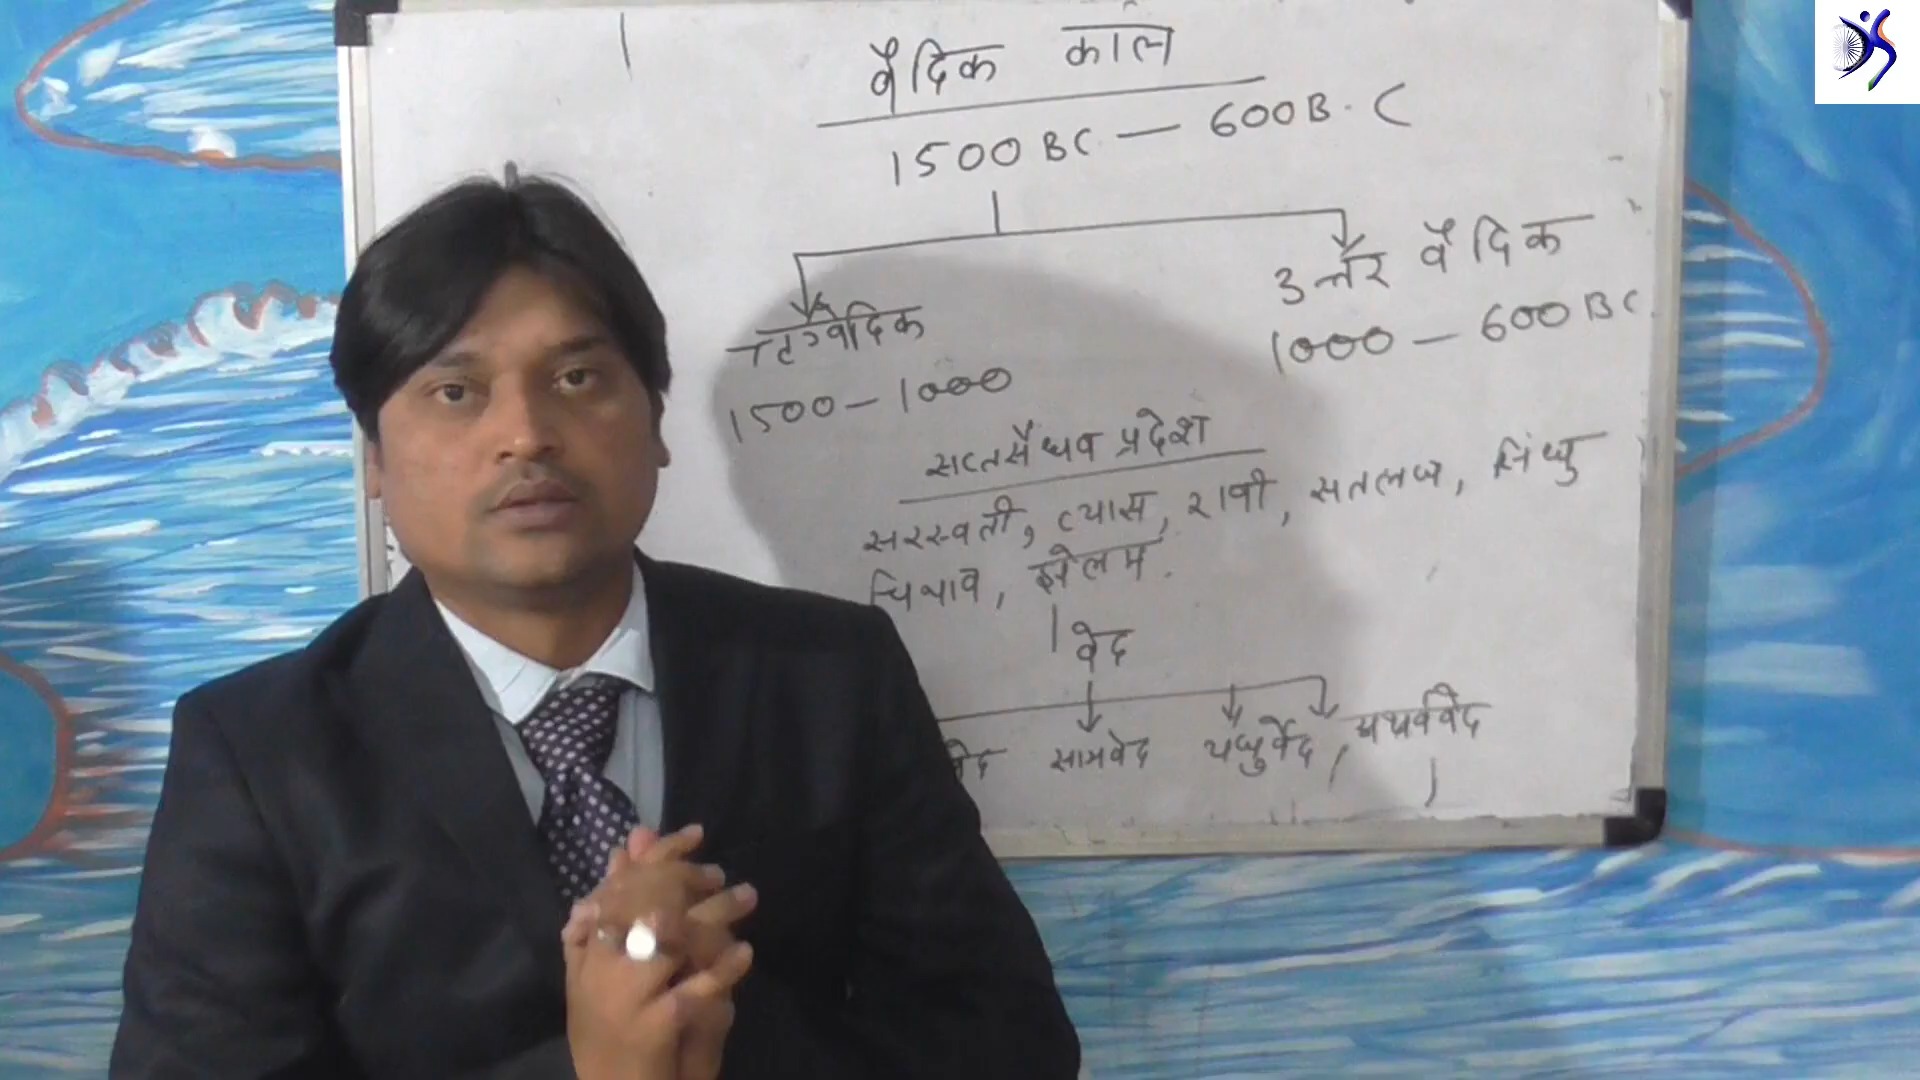 वैदिक काल
1500 BC — 600 B.C
ऋग्वैदिक
उत्तर वैदिक
1500 – 1000
1000 – 600 BC
सप्तसैंधव प्रदेश
सरस्वती, व्यास, रावी, सतलज, सिंधु
चिनाव, झेलम.
वेद
सामवेद यजुर्वेद, अथर्ववेद